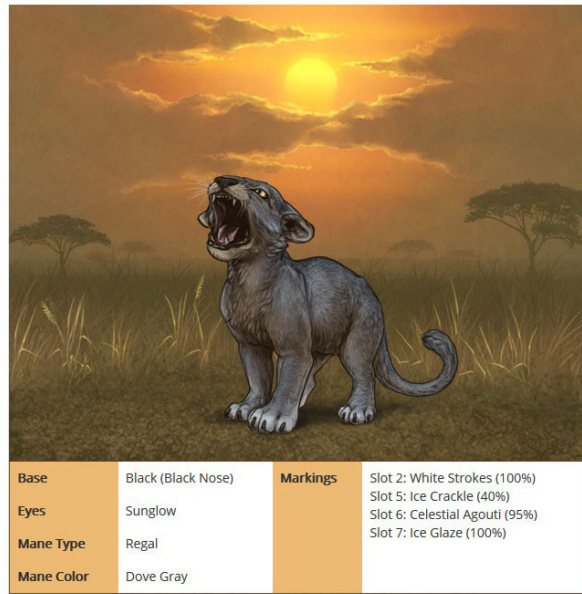 Base
Black (Black Nose)
Eyes
Sunglow
Mane Type
Regal
Mane Color
Dove Gray
Markings
Slot 2: White Strokes (100%)
Slot 5: Ice Crackle (40%)
Slot 6: Celestial Agouti (95%)
Slot 7: Ice Glaze (100%)